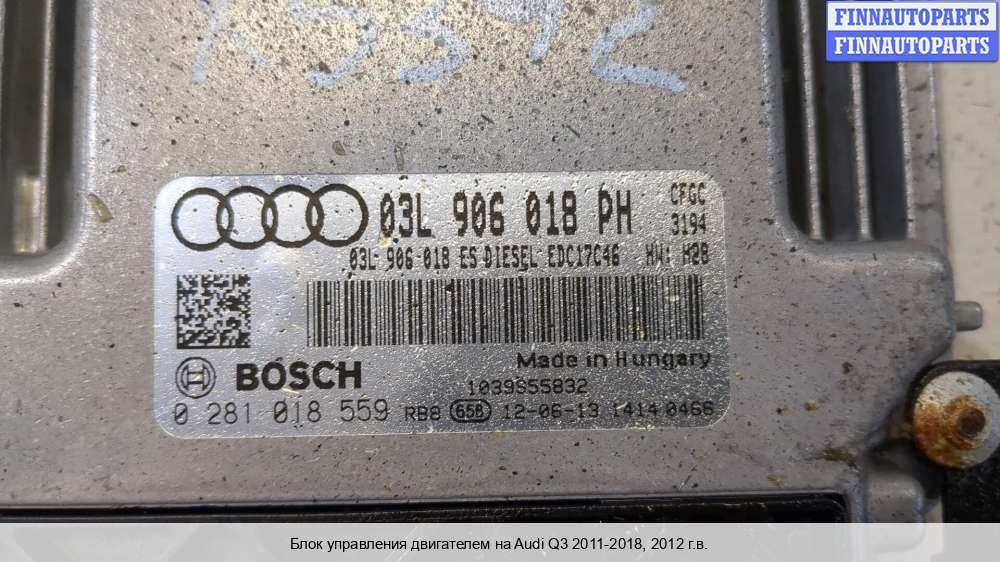 FINNAUTOPARTS
FINNAUTOPARTS
03L 906 018 PH
CFGC
3194
03L 906 018 ES DIESEL EDC17C46 HW: H28
Made in Hungary
BOSCH
1039S55832
0 281 018 559 RB8 658 12-06-13 1414 0466
Блок управления двигателем на Audi Q3 2011-2018, 2012 г.в.